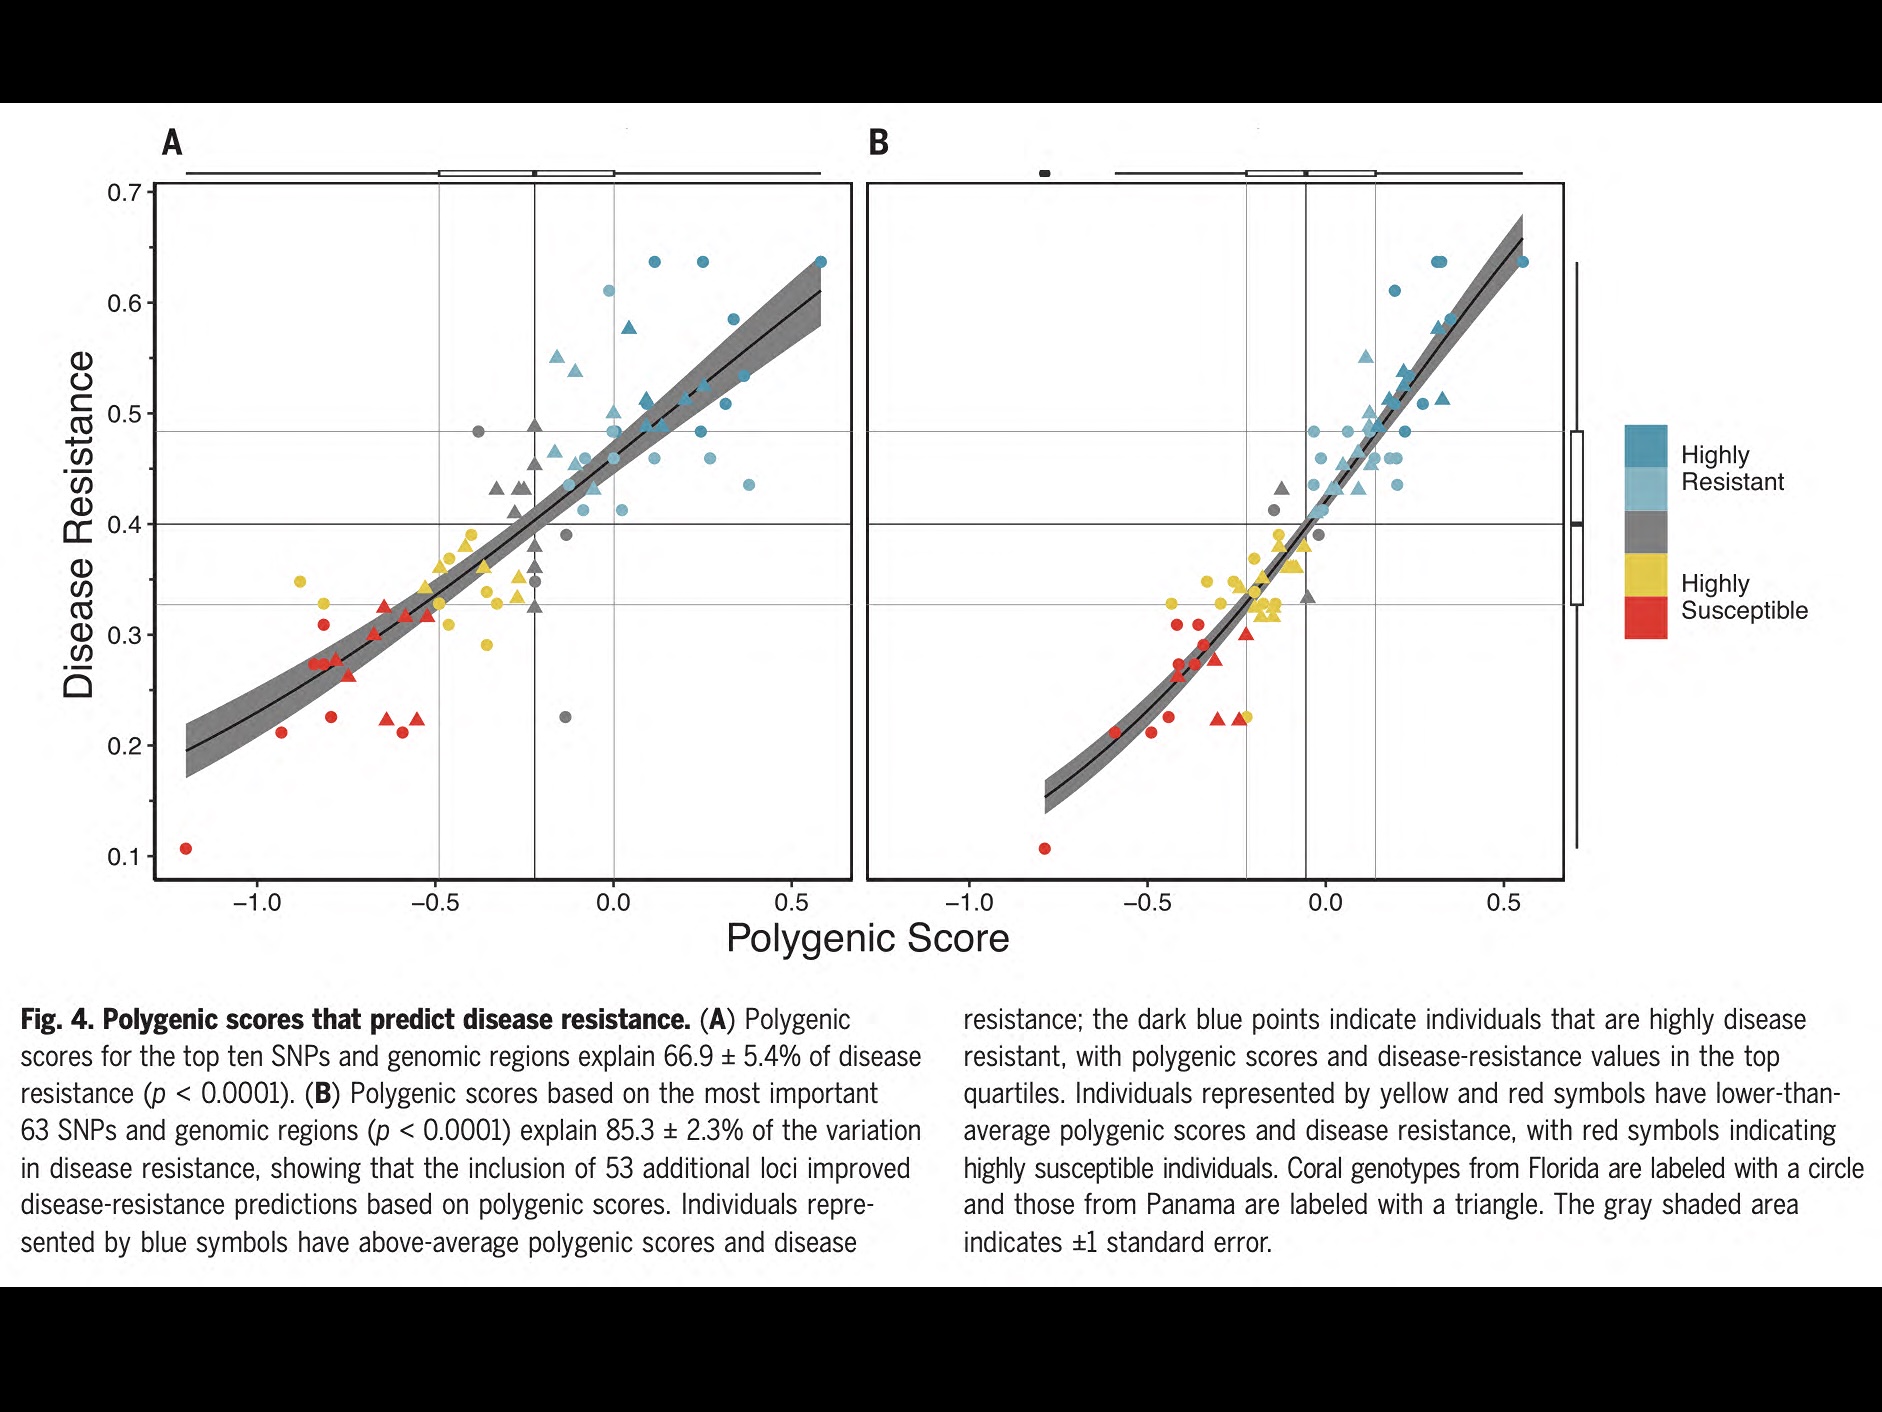 A
B
0.7
0.6
0.5
0.4
0.3
0.2
0.1
Disease Resistance
Highly
Resistant
Highly
Susceptible
−1.0 −0.5 0.0 0.5
−1.0 −0.5 0.0 0.5
Polygenic Score
Fig. 4. Polygenic scores that predict disease resistance. (A) Polygenic
scores for the top ten SNPs and genomic regions explain 66.9 ± 5.4% of disease
resistance (p < 0.0001). (B) Polygenic scores based on the most important
63 SNPs and genomic regions (p < 0.0001) explain 85.3 ± 2.3% of the variation
in disease resistance, showing that the inclusion of 53 additional loci improved
disease-resistance predictions based on polygenic scores. Individuals repre-
sented by blue symbols have above-average polygenic scores and disease
resistance; the dark blue points indicate individuals that are highly disease
resistant, with polygenic scores and disease-resistance values in the top
quartiles. Individuals represented by yellow and red symbols have lower-than-
average polygenic scores and disease resistance, with red symbols indicating
highly susceptible individuals. Coral genotypes from Florida are labeled with a circle
and those from Panama are labeled with a triangle. The gray shaded area
indicates ±1 standard error.